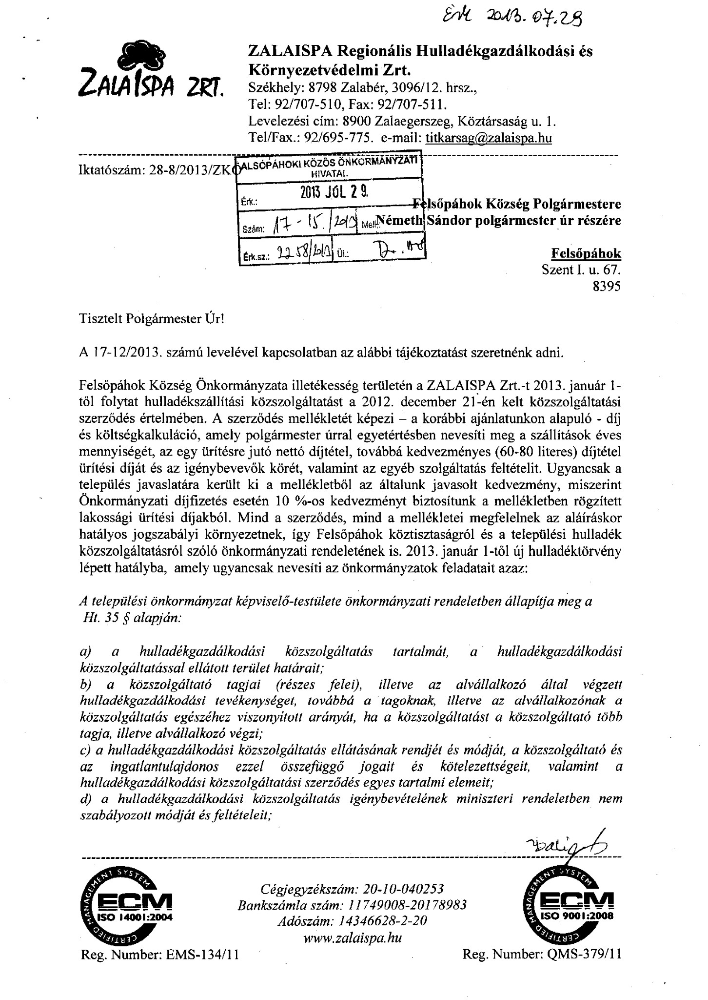 Érk 2013.07.29
ZALAISPA ZRT.
ZALAISPA Regionális Hulladékgazdálkodási és
Környezetvédelmi Zrt.
Székhely: 8798 Zalabér, 3096/12. hrsz.,
Tel: 92/707-510, Fax: 92/707-511.
Levelezési cím: 8900 Zalaegerszeg, Köztársaság u. 1.
Tel/Fax.: 92/695-775. e-mail: titkarsag@zalaispa.hu
Iktatószám: 28-8/2013/ZK
ALSÓPÁHOKI KÖZÖS ÖNKORMÁNYZATI
HIVATAL
Érk.: 2013 JÚL 29.
Szám: 17-15./2013 Mell.:
Érk.sz.: 2258/2013 Üi.:
Felsőpáhok Község Polgármestere
Németh Sándor polgármester úr részére
Felsőpáhok
Szent I. u. 67.
8395
Tisztelt Polgármester Úr!
A 17-12/2013. számú levelével kapcsolatban az alábbi tájékoztatást szeretnénk adni.
Felsőpáhok Község Önkormányzata illetékesség területén a ZALAISPA Zrt.-t 2013. január 1-
től folytat hulladékszállítási közszolgáltatást a 2012. december 21-én kelt közszolgáltatási
szerződés értelmében. A szerződés mellékletét képezi – a korábbi ajánlatunkon alapuló - díj
és költségkalkuláció, amely polgármester úrral egyetértésben nevesíti meg a szállítások éves
mennyiségét, az egy ürítésre jutó nettó díjtétel, továbbá kedvezményes (60-80 literes) díjtétel
ürítési díját és az igénybevevők körét, valamint az egyéb szolgáltatás feltételit. Ugyancsak a
település javaslatára került ki a mellékletből az általunk javasolt kedvezmény, miszerint
Önkormányzati díjfizetés esetén 10 %-os kedvezményt biztosítunk a mellékletben rögzített
lakossági ürítési díjakból. Mind a szerződés, mind a mellékletei megfelelnek az aláíráskor
hatályos jogszabályi környezetnek, így Felsőpáhok köztisztaságról és a települési hulladék
közszolgáltatásról szóló önkormányzati rendeletének is. 2013. január 1-től új hulladéktörvény
lépett hatályba, amely ugyancsak nevesíti az önkormányzatok feladatait azaz:
A települési önkormányzat képviselő-testülete önkormányzati rendeletben állapítja meg a
Ht. 35 § alapján:
a) a hulladékgazdálkodási közszolgáltatás tartalmát, a hulladékgazdálkodási
közszolgáltatással ellátott terület határait;
b) a közszolgáltató tagjai (részes felei), illetve az alvállalkozó által végzett
hulladékgazdálkodási tevékenységet, továbbá a tagoknak, illetve az alvállalkozónak a
közszolgáltatás egészéhez viszonyított arányát, ha a közszolgáltatást a közszolgáltató több
tagja, illetve alvállalkozó végzi;
c) a hulladékgazdálkodási közszolgáltatás ellátásának rendjét és módját, a közszolgáltató és
az ingatlantulajdonos ezzel összefüggő jogait és kötelezettségeit, valamint a
hulladékgazdálkodási közszolgáltatási szerződés egyes tartalmi elemeit;
d) a hulladékgazdálkodási közszolgáltatás igénybevételének miniszteri rendeletben nem
szabályozott módját és feltételeit;
CERTIFIED MANAGEMENT SYSTEM
ECM
ISO 14001:2004
Reg. Number: EMS-134/11
Cégjegyzékszám: 20-10-040253
Bankszámla szám: 11749008-20178983
Adószám: 14346628-2-20
www.zalaispa.hu
CERTIFIED MANAGEMENT SYSTEM
ECM
ISO 9001:2008
Reg. Number: QMS-379/11